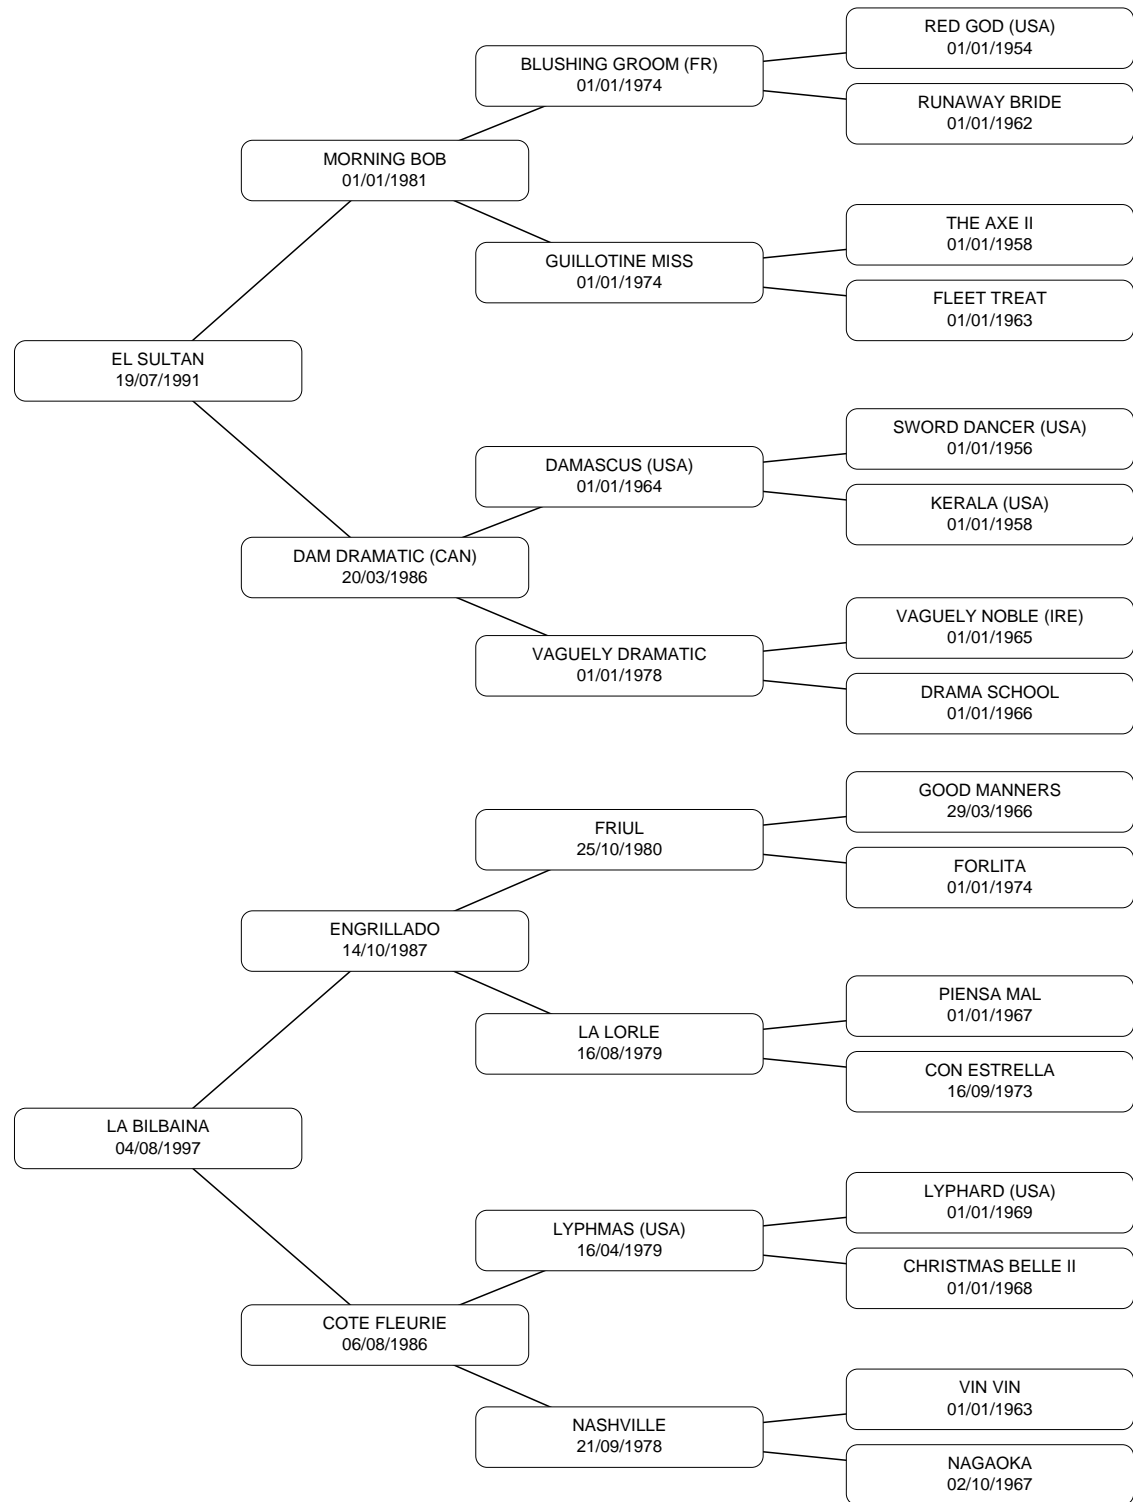 RED GOD (USA)
01/01/1954
BLUSHING GROOM (FR)
01/01/1974
RUNAWAY BRIDE
01/01/1962
MORNING BOB
01/01/1981
THE AXE II
01/01/1958
GUILLOTINE MISS
01/01/1974
FLEET TREAT
01/01/1963
EL SULTAN
19/07/1991
SWORD DANCER (USA)
01/01/1956
DAMASCUS (USA)
01/01/1964
KERALA (USA)
01/01/1958
DAM DRAMATIC (CAN)
20/03/1986
VAGUELY NOBLE (IRE)
01/01/1965
VAGUELY DRAMATIC
01/01/1978
DRAMA SCHOOL
01/01/1966
GOOD MANNERS
29/03/1966
FRIUL
25/10/1980
FORLITA
01/01/1974
ENGRILLADO
14/10/1987
PIENSA MAL
01/01/1967
LA LORLE
16/08/1979
CON ESTRELLA
16/09/1973
LA BILBAINA
04/08/1997
LYPHARD (USA)
01/01/1969
LYPHMAS (USA)
16/04/1979
CHRISTMAS BELLE II
01/01/1968
COTE FLEURIE
06/08/1986
VIN VIN
01/01/1963
NASHVILLE
21/09/1978
NAGAOKA
02/10/1967